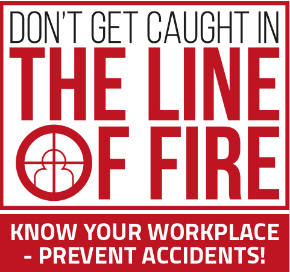 DON'T GET CAUGHT IN
THE LINE
OF FIRE
KNOW YOUR WORKPLACE
- PREVENT ACCIDENTS!